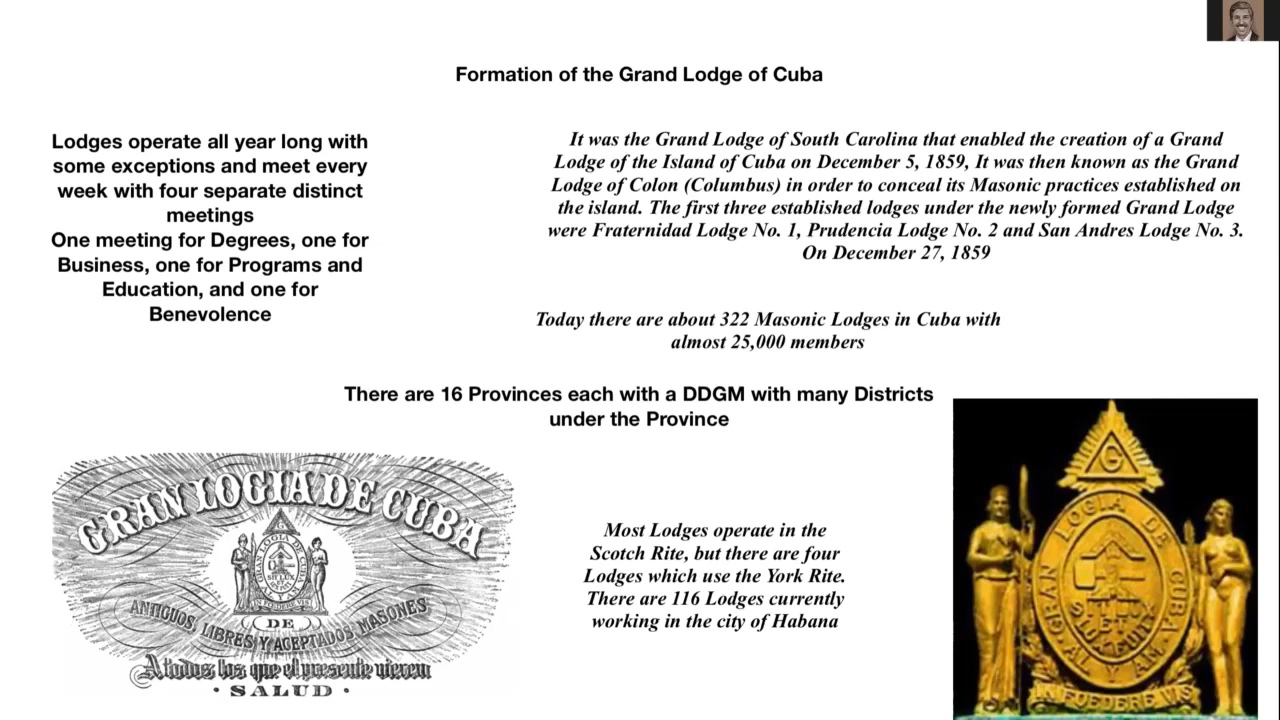 Formation of the Grand Lodge of Cuba
Lodges operate all year long with
some exceptions and meet every
week with four separate distinct
meetings
One meeting for Degrees, one for
Business, one for Programs and
Education, and one for
Benevolence
It was the Grand Lodge of South Carolina that enabled the creation of a Grand
Lodge of the Island of Cuba on December 5, 1859, It was then known as the Grand
Lodge of Colon (Columbus) in order to conceal its Masonic practices established on
the island. The first three established lodges under the newly formed Grand Lodge
were Fraternidad Lodge No. 1, Prudencia Lodge No. 2 and San Andres Lodge No. 3.
On December 27, 1859
Today there are about 322 Masonic Lodges in Cuba with
almost 25,000 members
There are 16 Provinces each with a DDGM with many Districts
under the Province
GRAN LOGIA DE CUBA
G
DE
ANTIGUOS, LIBRES Y ACEPTADOS MASONES
A todos los que el presente vieren
• SALUD •
Most Lodges operate in the
Scotch Rite, but there are four
Lodges which use the York Rite.
There are 116 Lodges currently
working in the city of Habana
G
LOGIA DE CUBA
ET
IN FOEDERE VIS